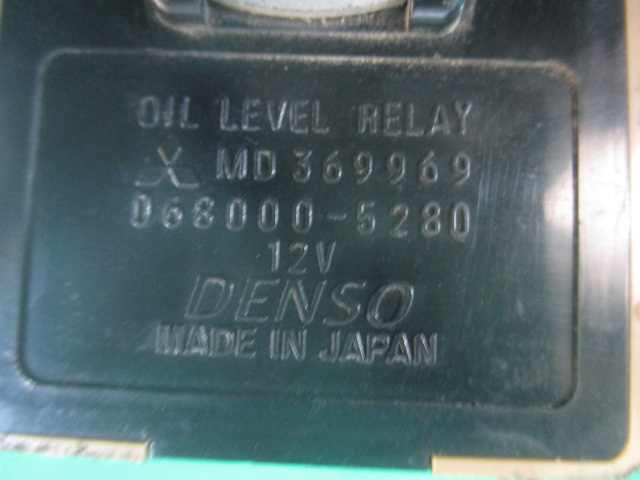 OIL LEVEL RELAY
MD369969
068000-5280
12V
DENSO
MADE IN JAPAN